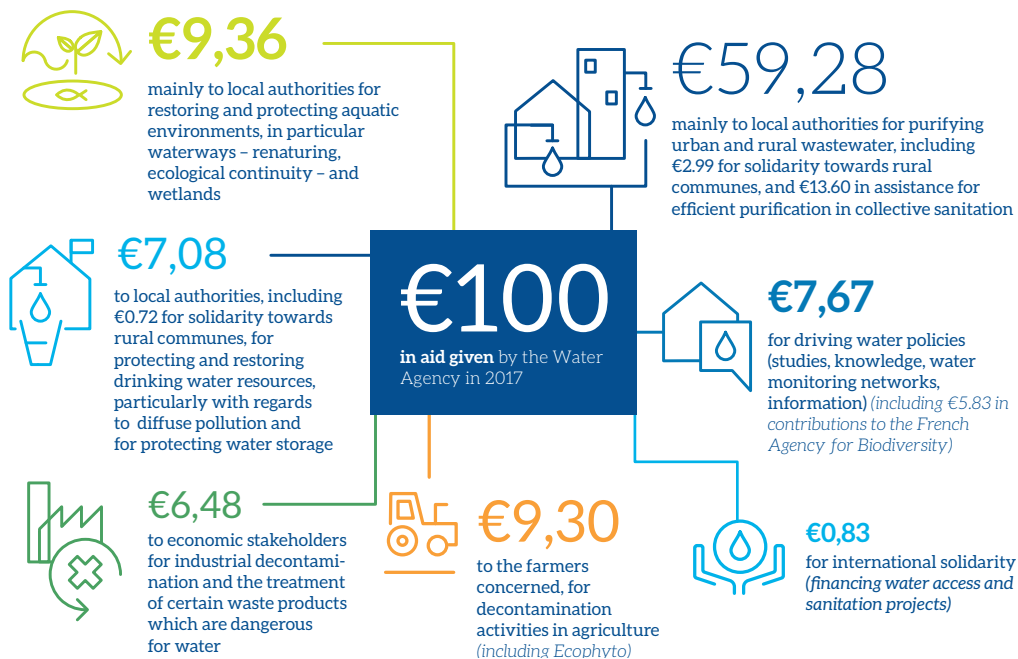 €9,36
mainly to local authorities for
restoring and protecting aquatic
environments, in particular
waterways – renaturing,
ecological continuity – and
wetlands
€59,28
mainly to local authorities for purifying
urban and rural wastewater, including
€2.99 for solidarity towards rural
communes, and €13.60 in assistance for
efficient purification in collective sanitation
€7,08
to local authorities, including
€0.72 for solidarity towards
rural communes, for
protecting and restoring
drinking water resources,
particularly with regards
to diffuse pollution and
for protecting water storage
€100
in aid given by the Water
Agency in 2017
€7,67
for driving water policies
(studies, knowledge, water
monitoring networks,
information) (including €5.83 in
contributions to the French
Agency for Biodiversity)
€6,48
to economic stakeholders
for industrial decontami-
nation and the treatment
of certain waste products
which are dangerous
for water
€9,30
to the farmers
concerned, for
decontamination
activities in agriculture
(including Ecophyto)
€0,83
for international solidarity
(financing water access and
sanitation projects)